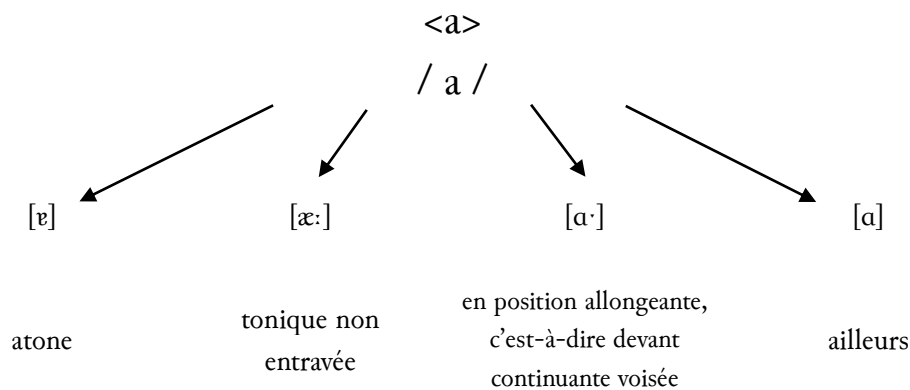 <a>
/ a /
[ɐ] [æː] [ɑˑ] [ɑ]
atone
tonique non
entravée
en position allongeante,
c’est-à-dire devant
continuante voisée
ailleurs